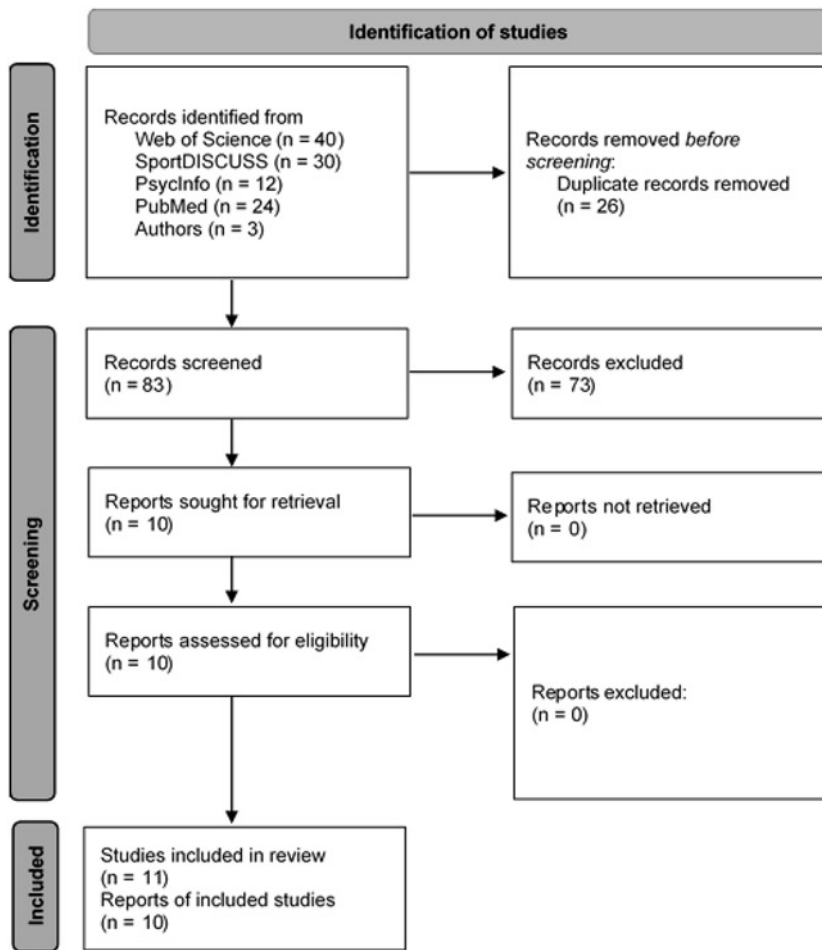 Identification of studies
Identification
Records identified from
Web of Science (n = 40)
SportDISCUSS (n = 30)
PsycInfo (n = 12)
PubMed (n = 24)
Authors (n = 3)
Records removed before
screening:
Duplicate records removed
(n = 26)
Screening
Records screened
(n = 83)
Records excluded
(n = 73)
Reports sought for retrieval
(n = 10)
Reports not retrieved
(n = 0)
Reports assessed for eligibility
(n = 10)
Reports excluded:
(n = 0)
Included
Studies included in review
(n = 11)
Reports of included studies
(n = 10)